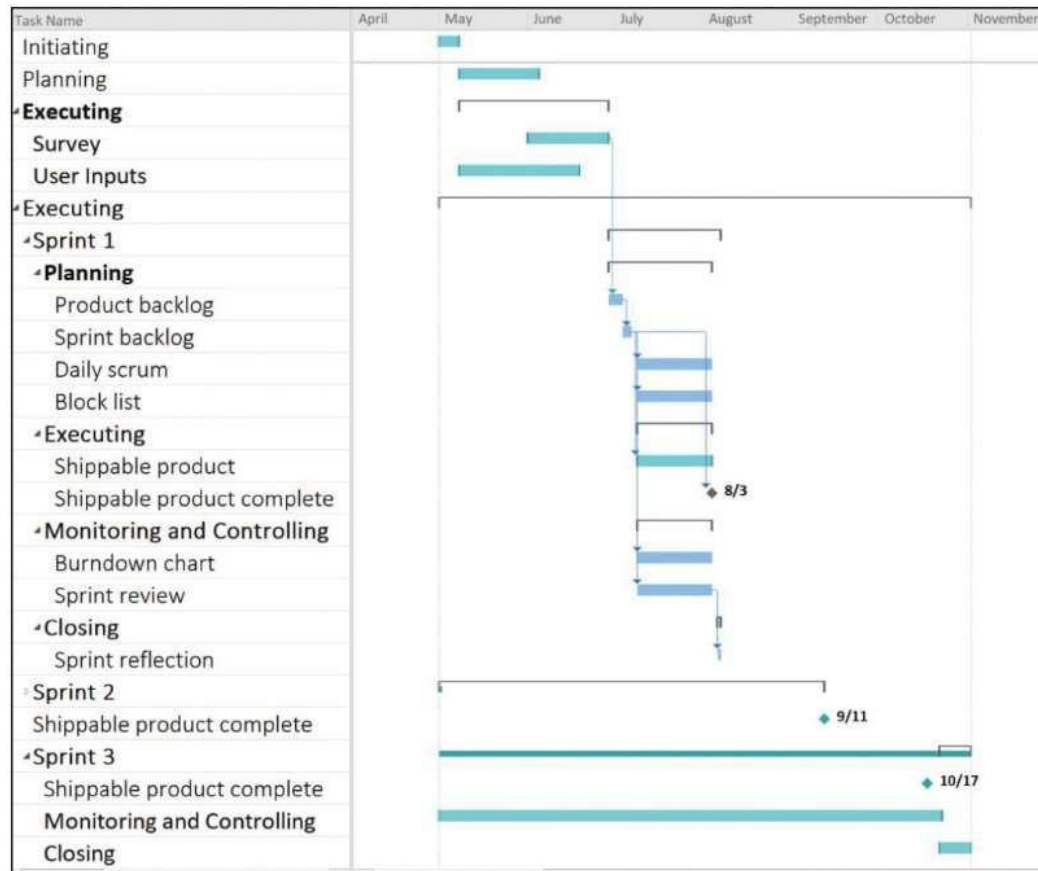 Task Name April May June July August September October November
Initiating
Planning
Executing
Survey
User Inputs
Executing
Sprint 1
Planning
Product backlog
Sprint backlog
Daily scrum
Block list
Executing
Shippable product
Shippable product complete 8/3
Monitoring and Controlling
Burndown chart
Sprint review
Closing
Sprint reflection
Sprint 2
Shippable product complete 9/11
Sprint 3
Shippable product complete 10/17
Monitoring and Controlling
Closing